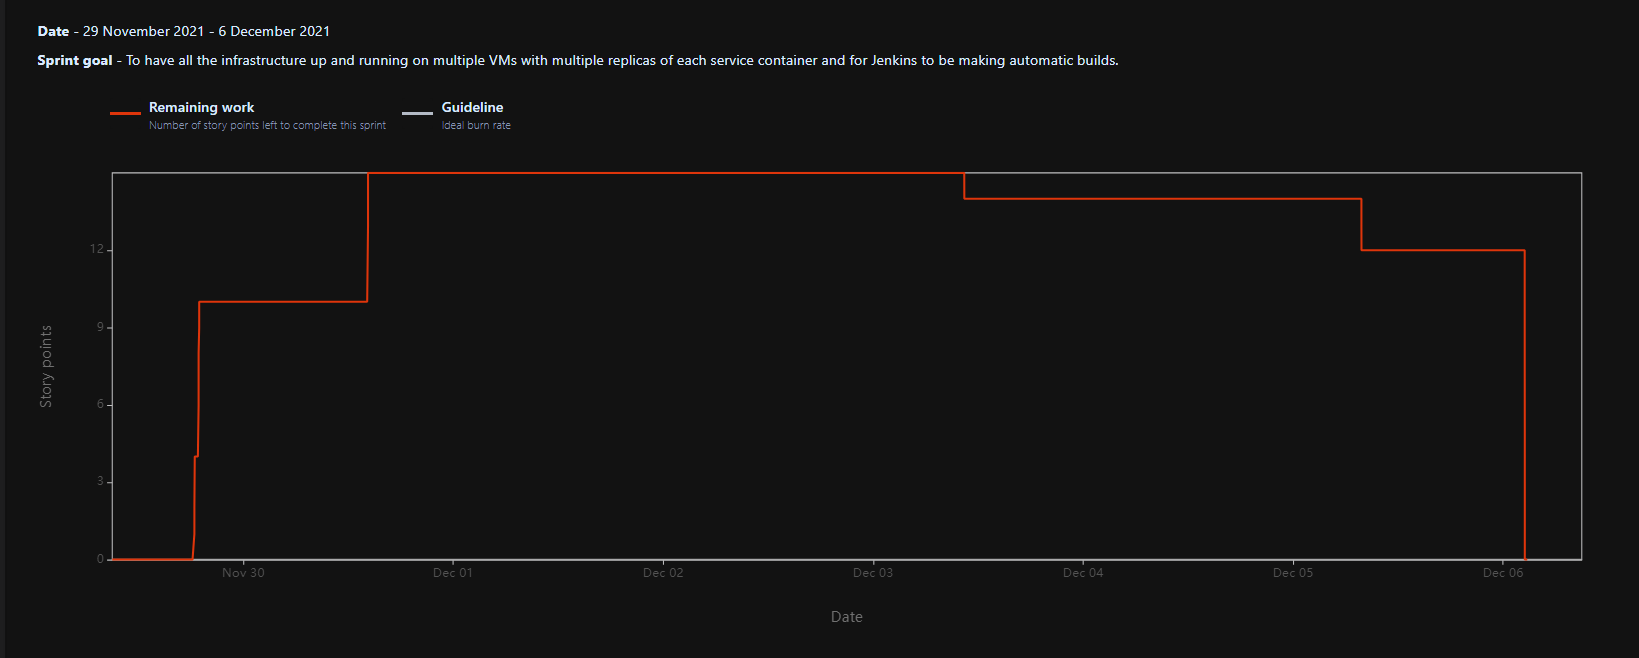 Date - 29 November 2021 - 6 December 2021
Sprint goal - To have all the infrastructure up and running on multiple VMs with multiple replicas of each service container and for Jenkins to be making automatic builds.
Remaining work Guideline
Number of story points left to complete this sprint Ideal burn rate
12
9
6
3
0
Story points
Nov 30 Dec 01 Dec 02 Dec 03 Dec 04 Dec 05 Dec 06
Date